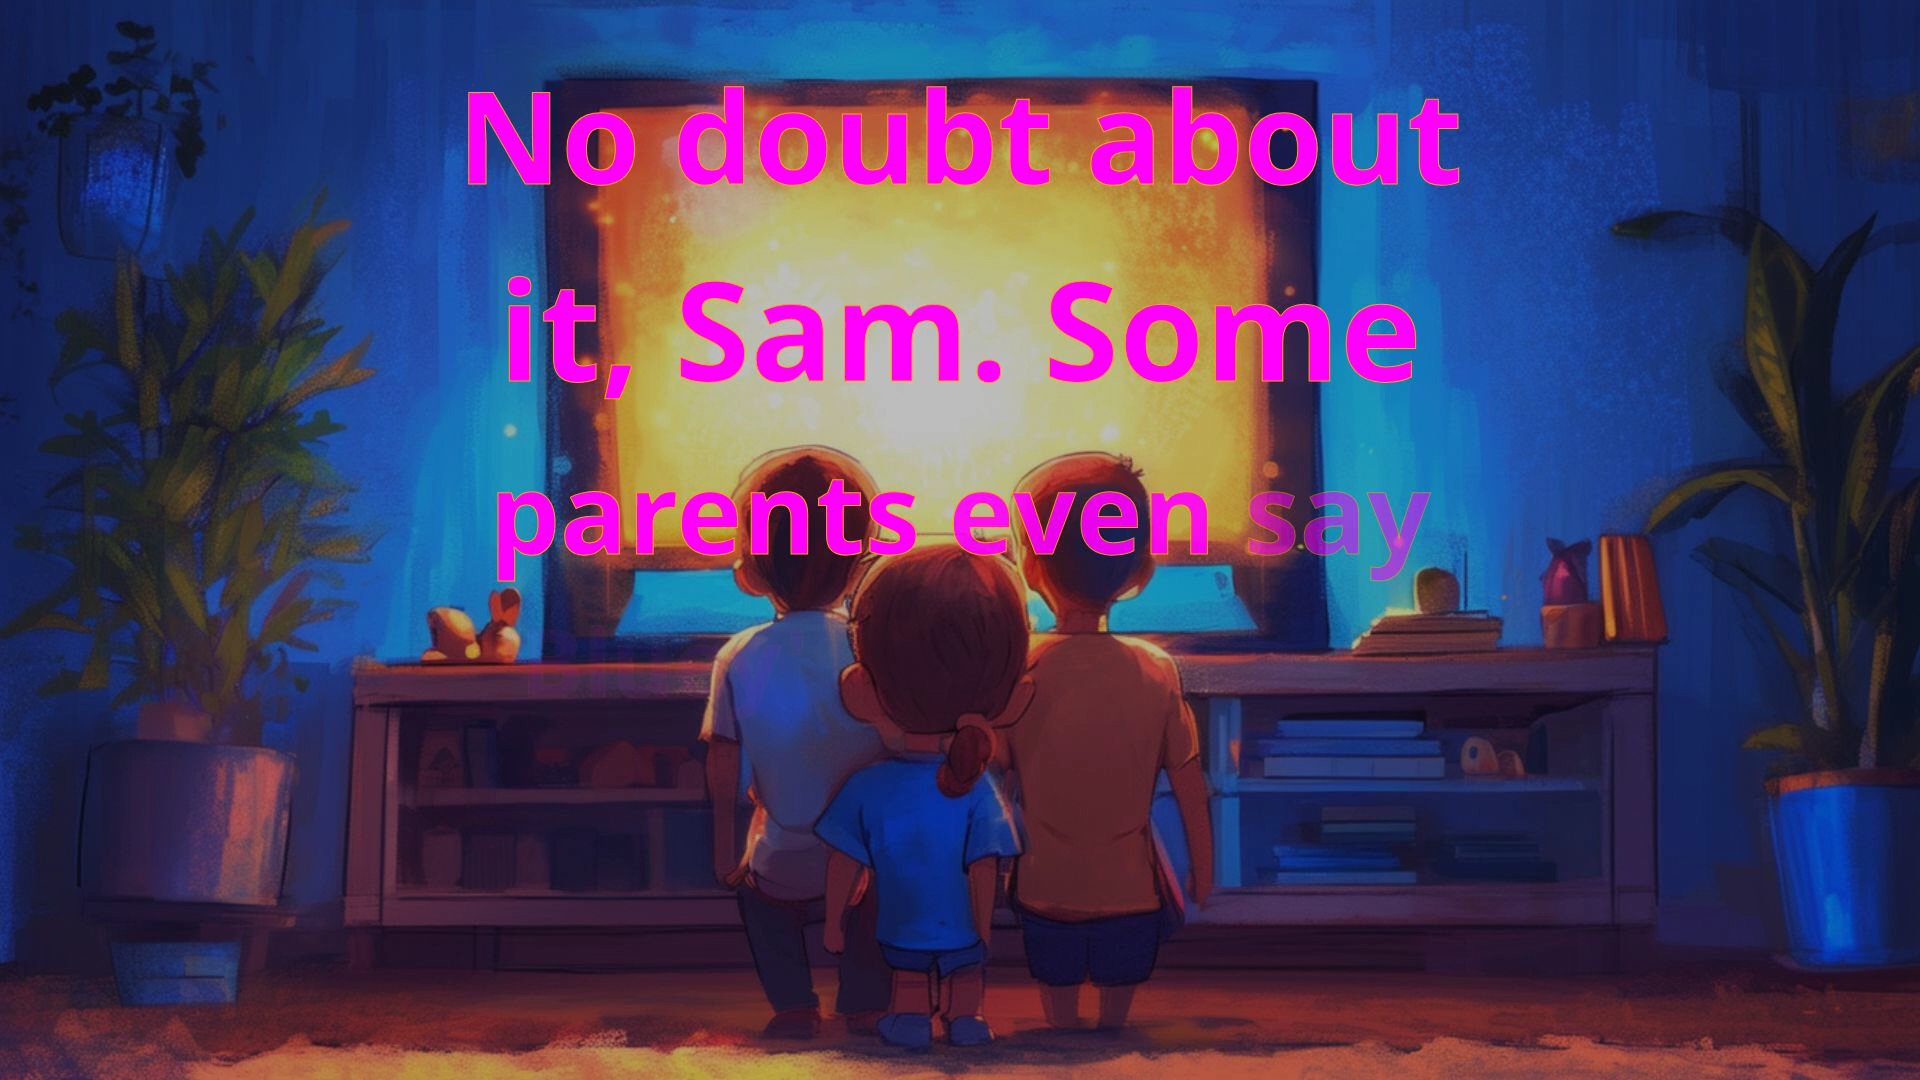 No doubt about
it, Sam. Some
parents even say